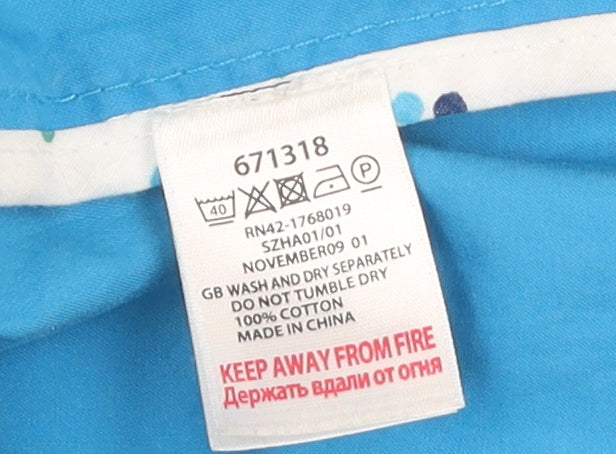 671318
40 P
RN42-1768019
SZHA01/01
NOVEMBER09 01
GB WASH AND DRY SEPARATELY
DO NOT TUMBLE DRY
100% COTTON
MADE IN CHINA
KEEP AWAY FROM FIRE
Держать вдали от огня